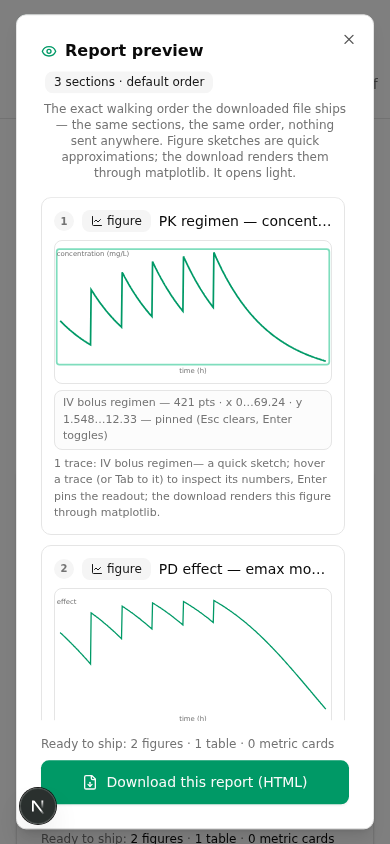 Report preview
3 sections · default order
The exact walking order the downloaded file ships
— the same sections, the same order, nothing
sent anywhere. Figure sketches are quick
approximations; the download renders them
through matplotlib. It opens light.
1 figure PK regimen — concent…
concentration (mg/L)
time (h)
IV bolus regimen — 421 pts · x 0…69.24 · y
1.548…12.33 — pinned (Esc clears, Enter
toggles)
1 trace: IV bolus regimen— a quick sketch; hover
a trace (or Tab to it) to inspect its numbers, Enter
pins the readout; the download renders this figure
through matplotlib.
2 figure PD effect — emax mo…
effect
time (h)
Ready to ship: 2 figures · 1 table · 0 metric cards
Download this report (HTML)
N
Ready to ship: 2 figures · 1 table · 0 metric cards